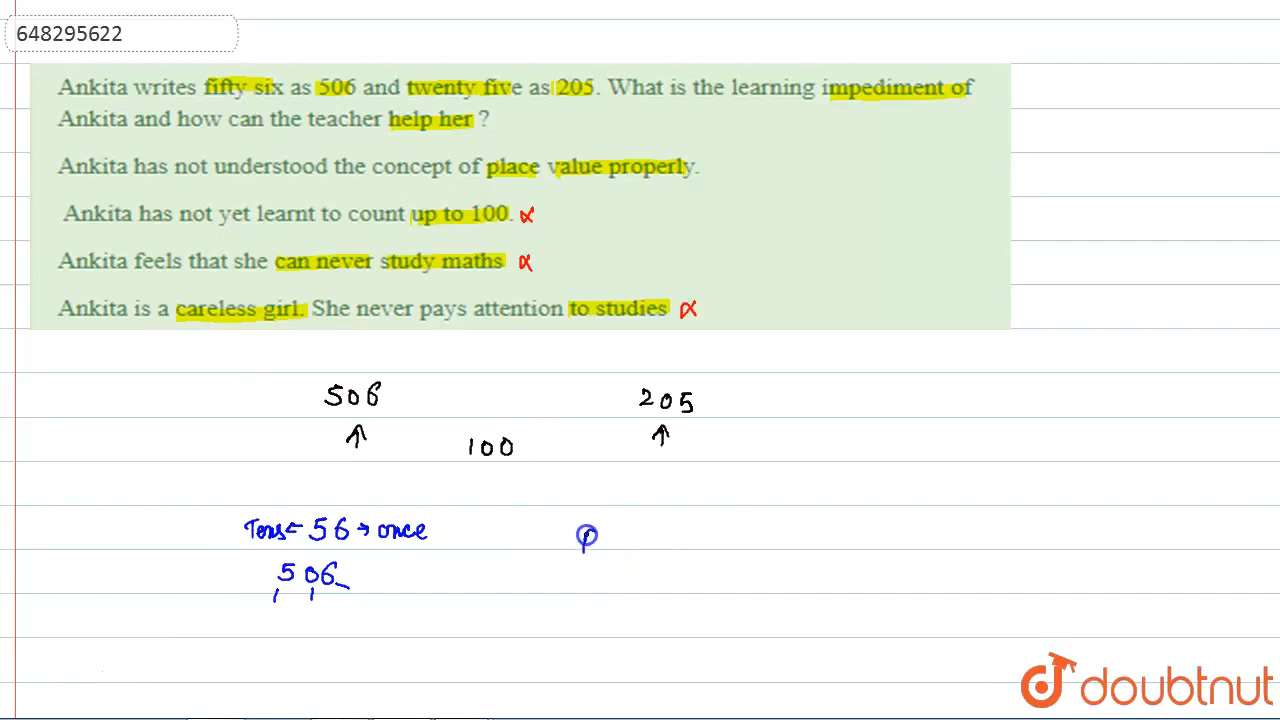 648295622
Ankita writes fifty six as 506 and twenty five as 205. What is the learning impediment of
Ankita and how can the teacher help her ?
Ankita has not understood the concept of place value properly.
Ankita has not yet learnt to count up to 100. ×
Ankita feels that she can never study maths ×
Ankita is a careless girl. She never pays attention to studies ×
506 205
↑ 100 ↑
Tens ← 56 → once
506
P
doubtnut